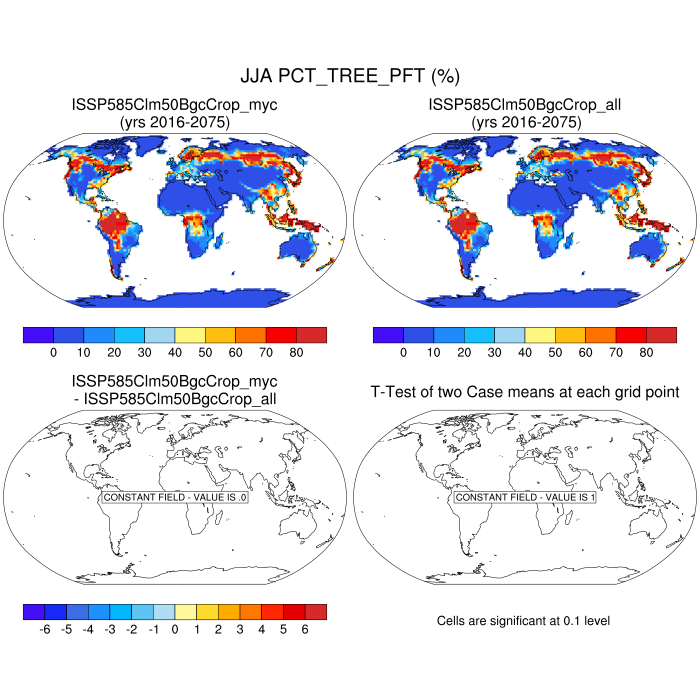 JJA PCT_TREE_PFT (%)
ISSP585Clm50BgcCrop_myc
(yrs 2016-2075)
ISSP585Clm50BgcCrop_all
(yrs 2016-2075)
0 10 20 30 40 50 60 70 80
0 10 20 30 40 50 60 70 80
ISSP585Clm50BgcCrop_myc
- ISSP585Clm50BgcCrop_all
T-Test of two Case means at each grid point
CONSTANT FIELD - VALUE IS .0
CONSTANT FIELD - VALUE IS 1
-6 -5 -4 -3 -2 -1 0 1 2 3 4 5 6
Cells are significant at 0.1 level